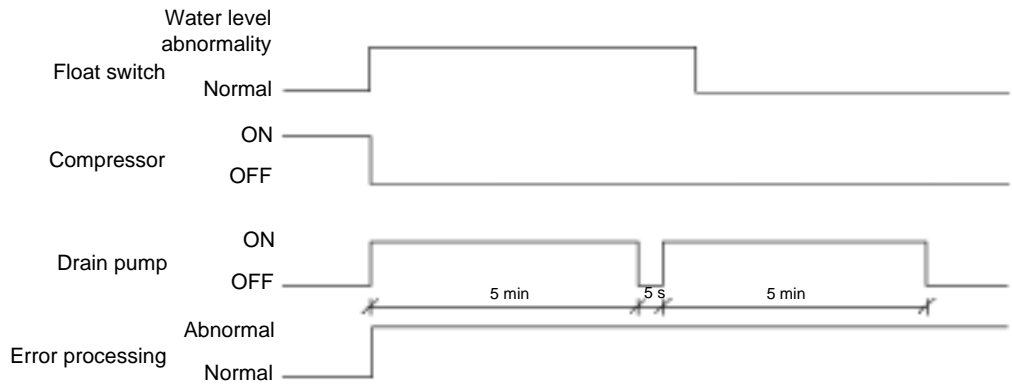 Water level
abnormality
Float switch
Normal
ON
Compressor
OFF
ON
Drain pump
OFF
5 min 5 s 5 min
Abnormal
Error processing
Normal